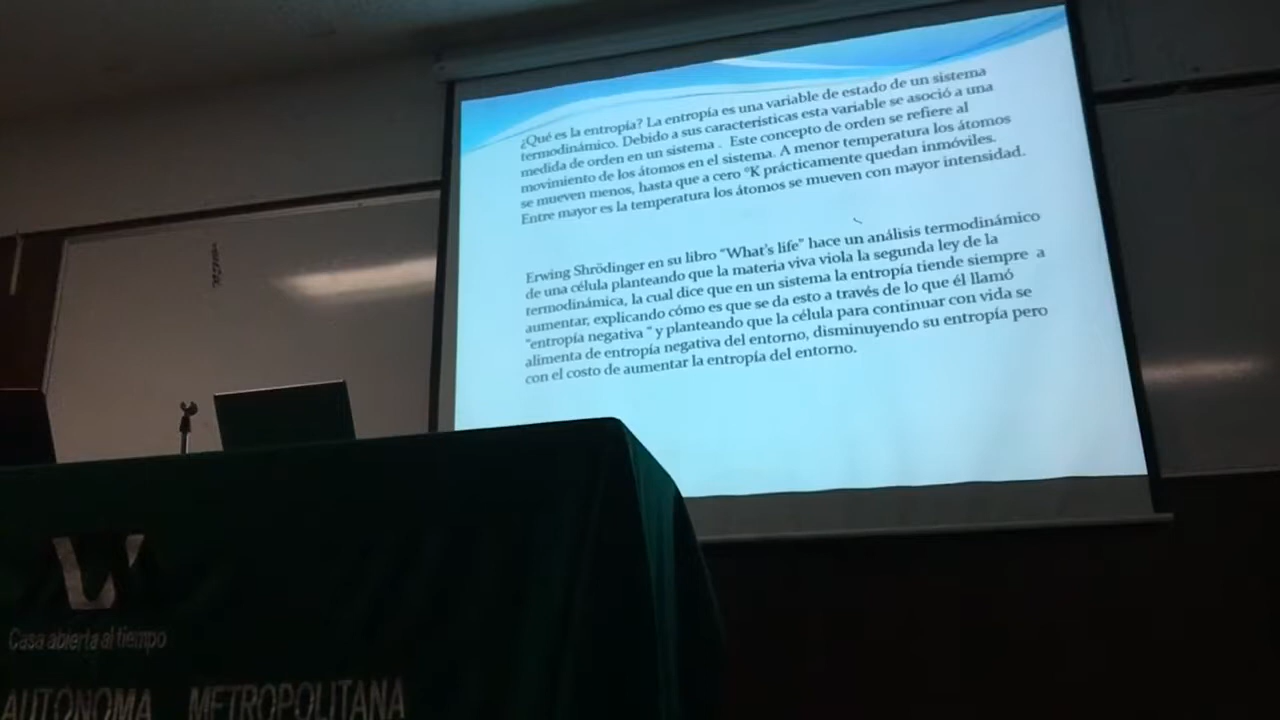 ¿Qué es la entropía? La entropía es una variable de estado de un sistema
termodinámico. Debido a sus características esta variable se asoció a una
medida de orden en un sistema . Este concepto de orden se refiere al
movimiento de los átomos en el sistema. A menor temperatura los átomos
se mueven menos, hasta que a cero °K prácticamente quedan inmóviles.
Entre mayor es la temperatura los átomos se mueven con mayor intensidad.
Erwing Shrödinger en su libro "What's life" hace un análisis termodinámico
de una célula planteando que la materia viva viola la segunda ley de la
termodinámica, la cual dice que en un sistema la entropía tiende siempre a
aumentar, explicando cómo es que se da esto a través de lo que él llamó
"entropía negativa " y planteando que la célula para continuar con vida se
alimenta de entropía negativa del entorno, disminuyendo su entropía pero
con el costo de aumentar la entropía del entorno.
Casa abierta al tiempo
AUTÓNOMA METROPOLITANA